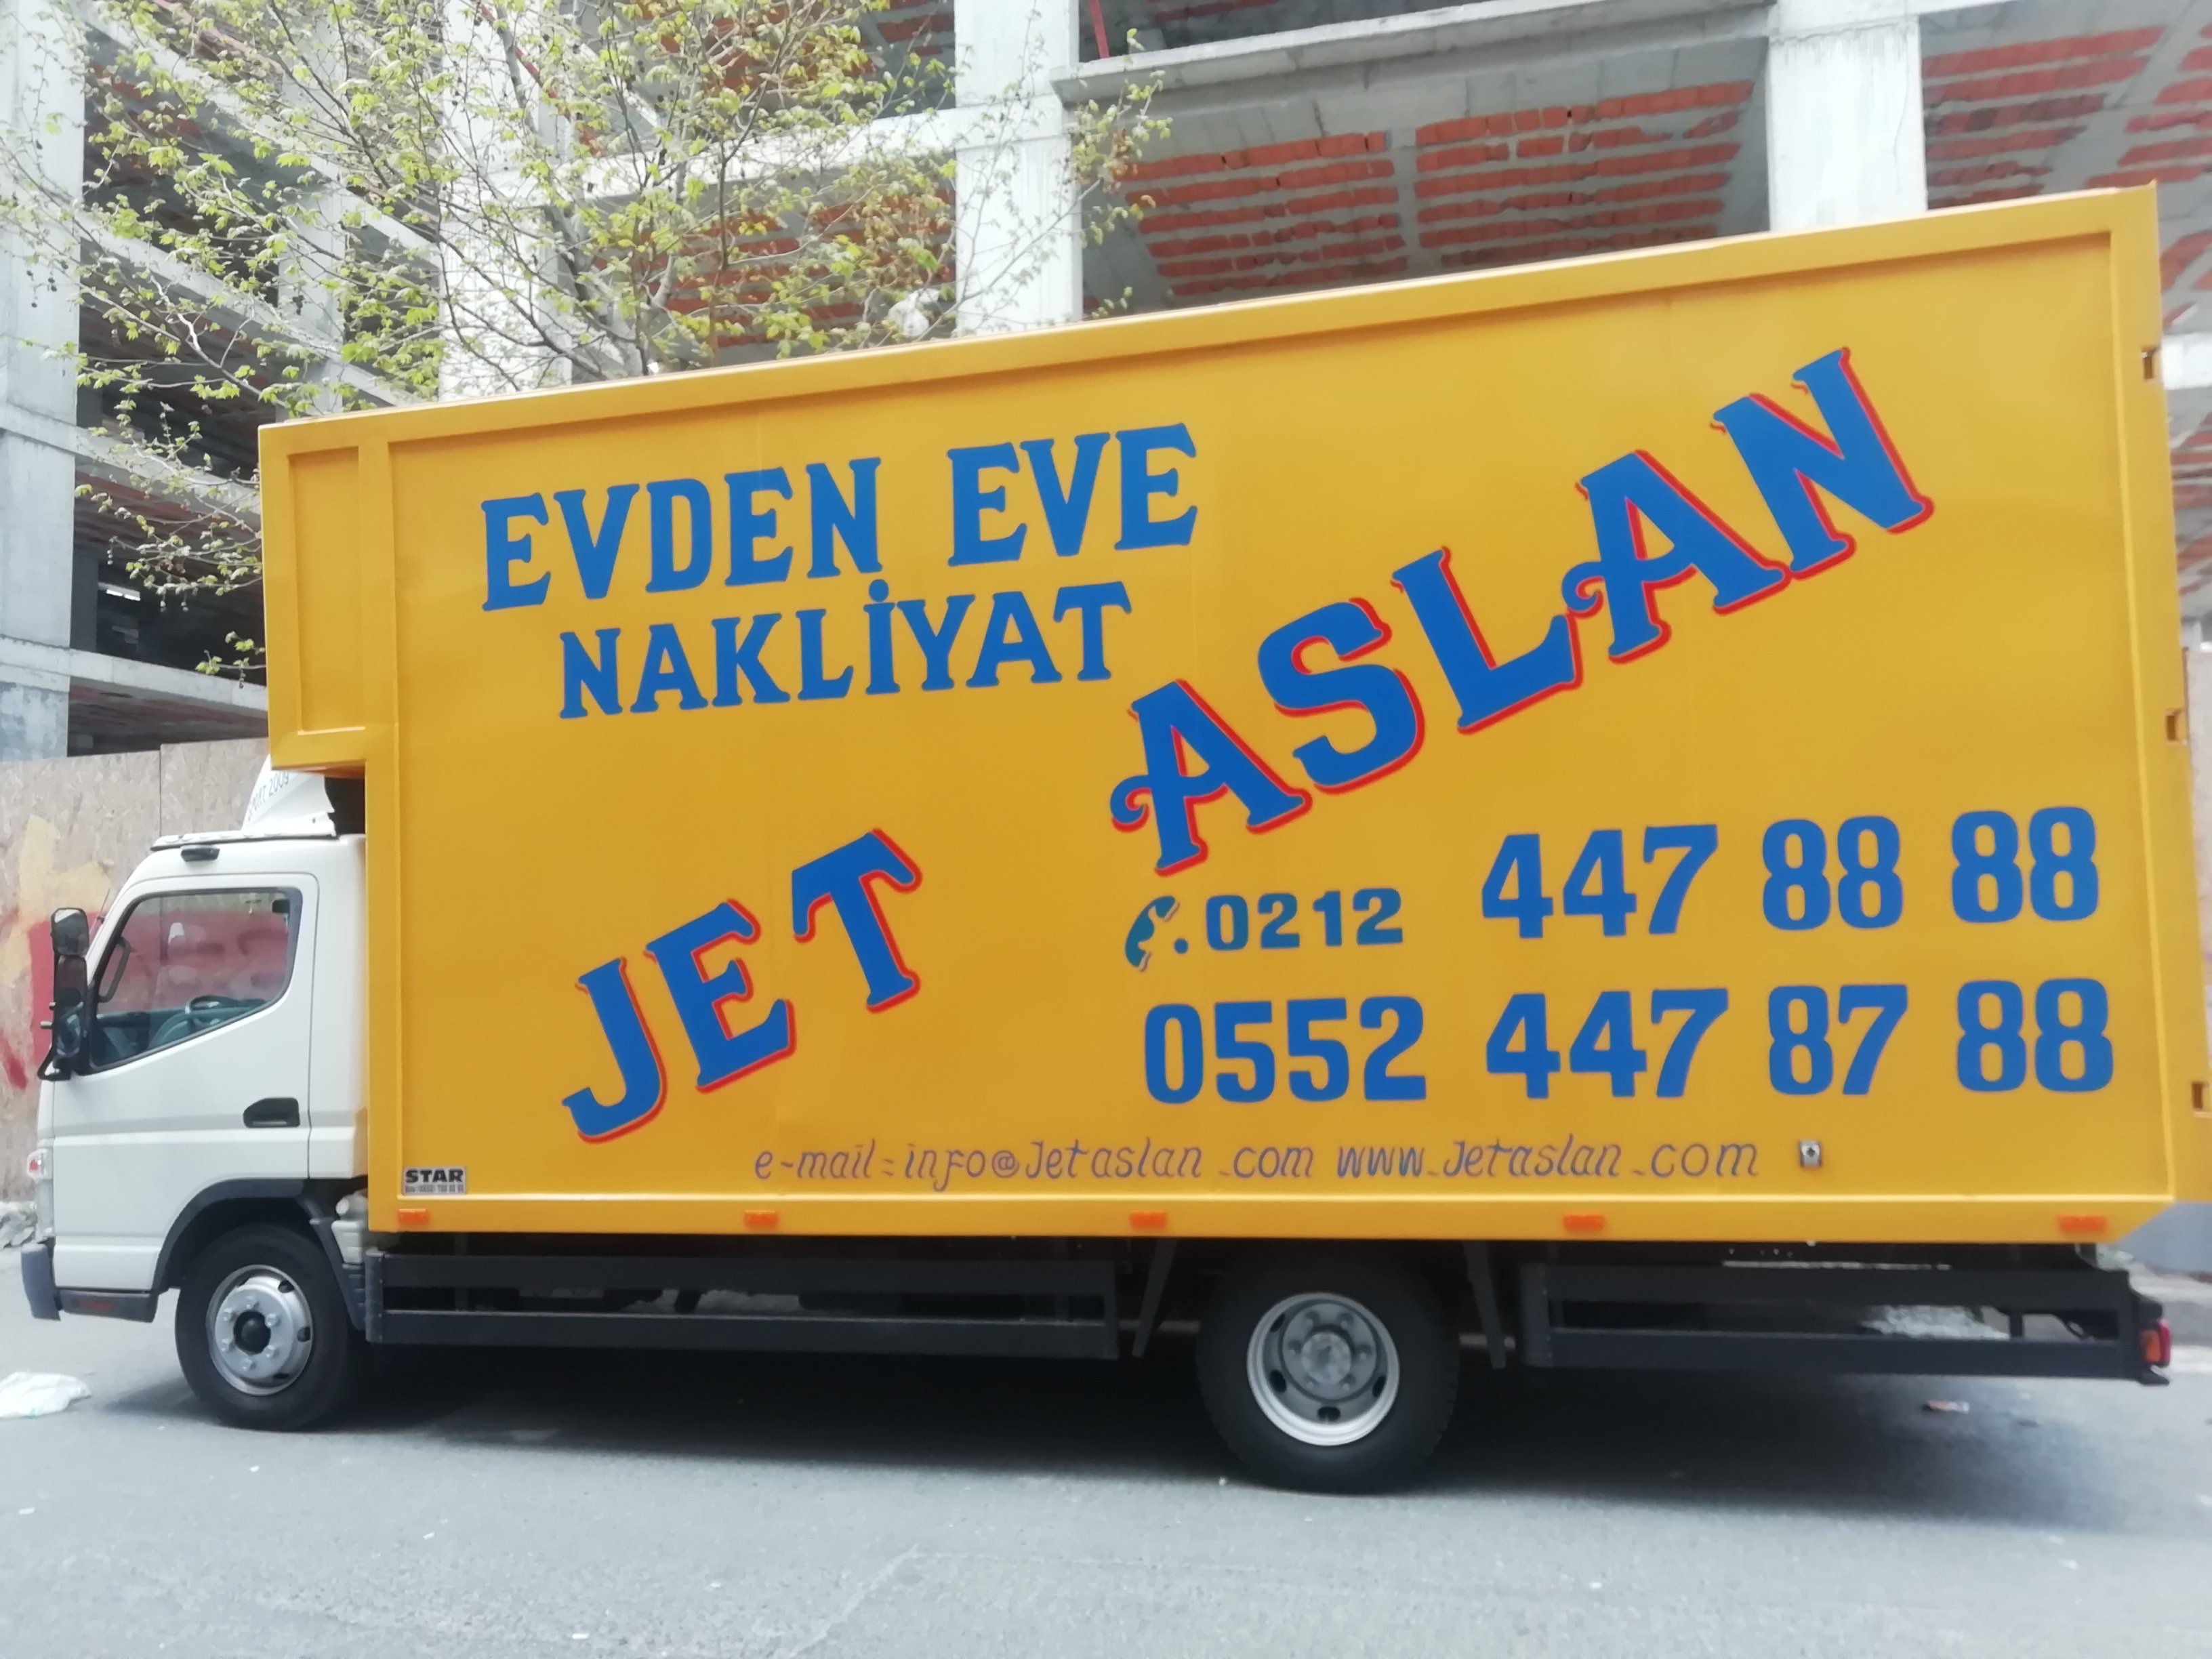 EVDEN EVE
NAKLİYAT
JET ASLAN
0212 447 88 88
0552 447 87 88
e-mail: info@Jetaslan.com www.Jetaslan.com
STAR